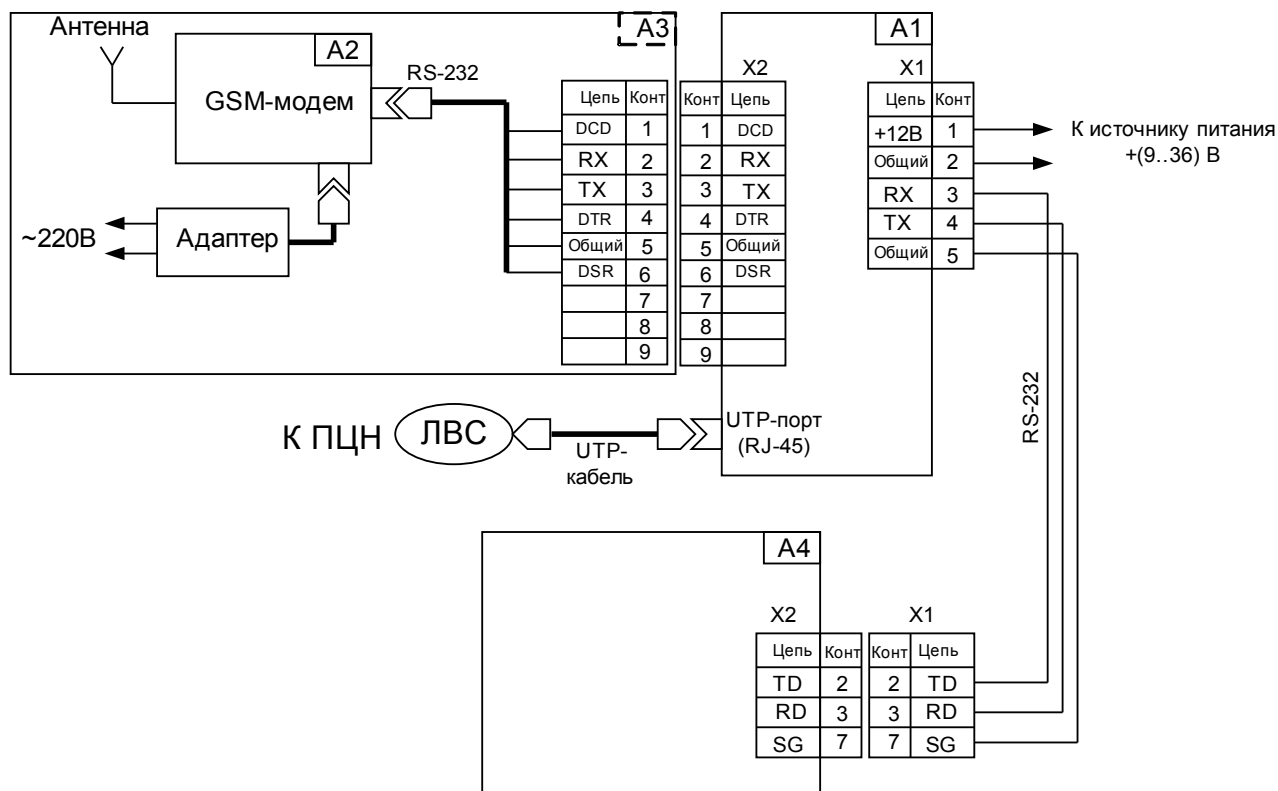 Антенна
A2
A3
A1
GSM-модем
RS-232
X2
X1
Цепь Конт
DCD 1
RX 2
TX 3
DTR 4
Общий 5
DSR 6
7
8
9
Конт Цепь
1 DCD
2 RX
3 TX
4 DTR
5 Общий
6 DSR
7
8
9
Цепь Конт
+12В 1
Общий 2
RX 3
TX 4
Общий 5
К источнику питания
+(9..36) В
~220В
Адаптер
RS-232
К ПЦН
ЛВС
UTP-
кабель
UTP-порт
(RJ-45)
A4
X2
X1
Цепь Конт
TD 2
RD 3
SG 7
Конт Цепь
2 TD
3 RD
7 SG